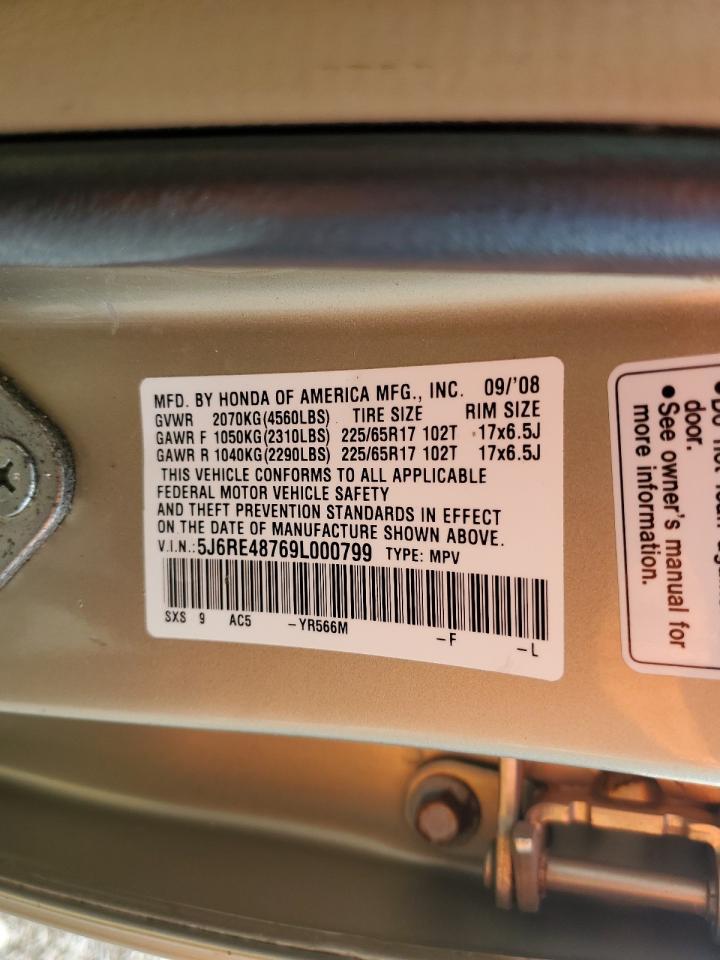 MFD. BY HONDA OF AMERICA MFG., INC. 09/'08
GVWR 2070KG(4560LBS) TIRE SIZE RIM SIZE
GAWR F 1050KG(2310LBS) 225/65R17 102T 17x6.5J
GAWR R 1040KG(2290LBS) 225/65R17 102T 17x6.5J
THIS VEHICLE CONFORMS TO ALL APPLICABLE
FEDERAL MOTOR VEHICLE SAFETY
AND THEFT PREVENTION STANDARDS IN EFFECT
ON THE DATE OF MANUFACTURE SHOWN ABOVE.
V.I.N.:5J6RE48769L000799 TYPE: MPV
SXS 9 AC5 -YR566M -F -L
door.
● See owner's manual for
more information.